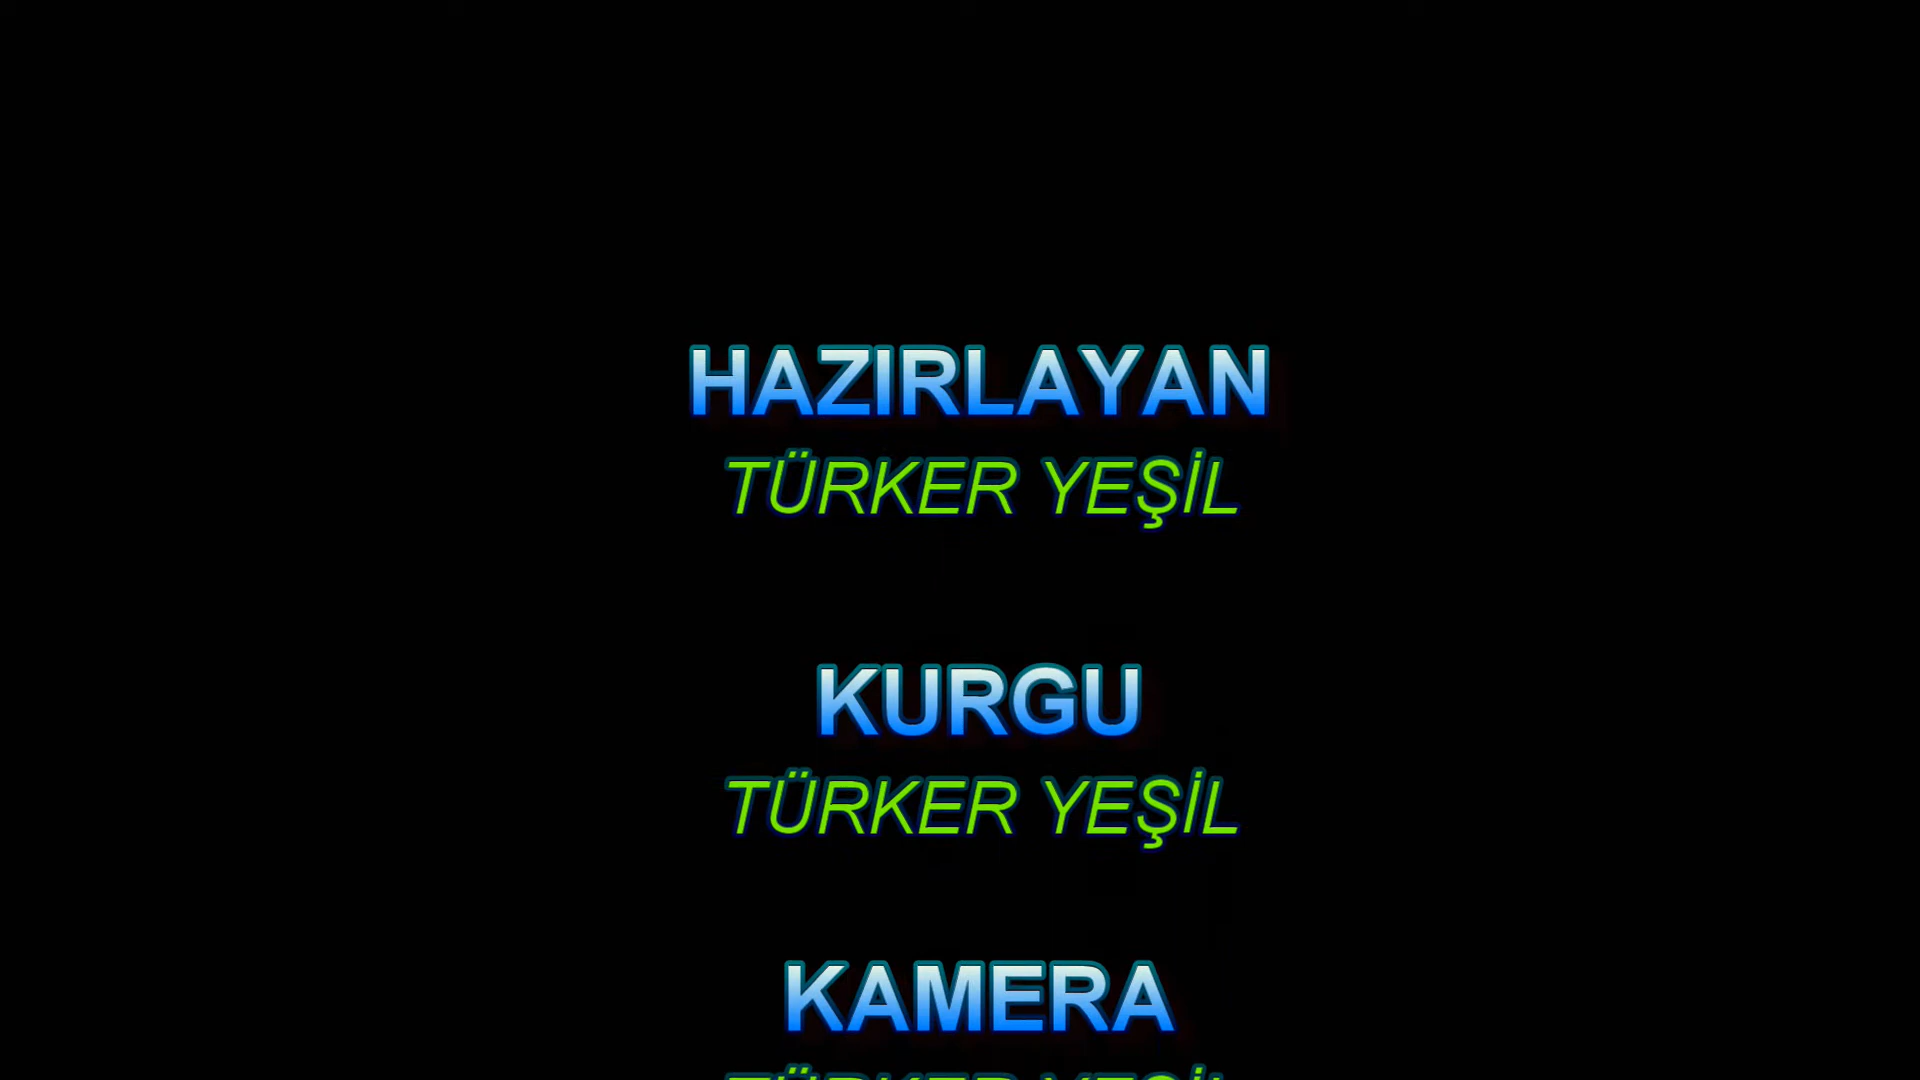 HAZIRLAYAN
TÜRKER YEŞİL
KURGU
TÜRKER YEŞİL
KAMERA